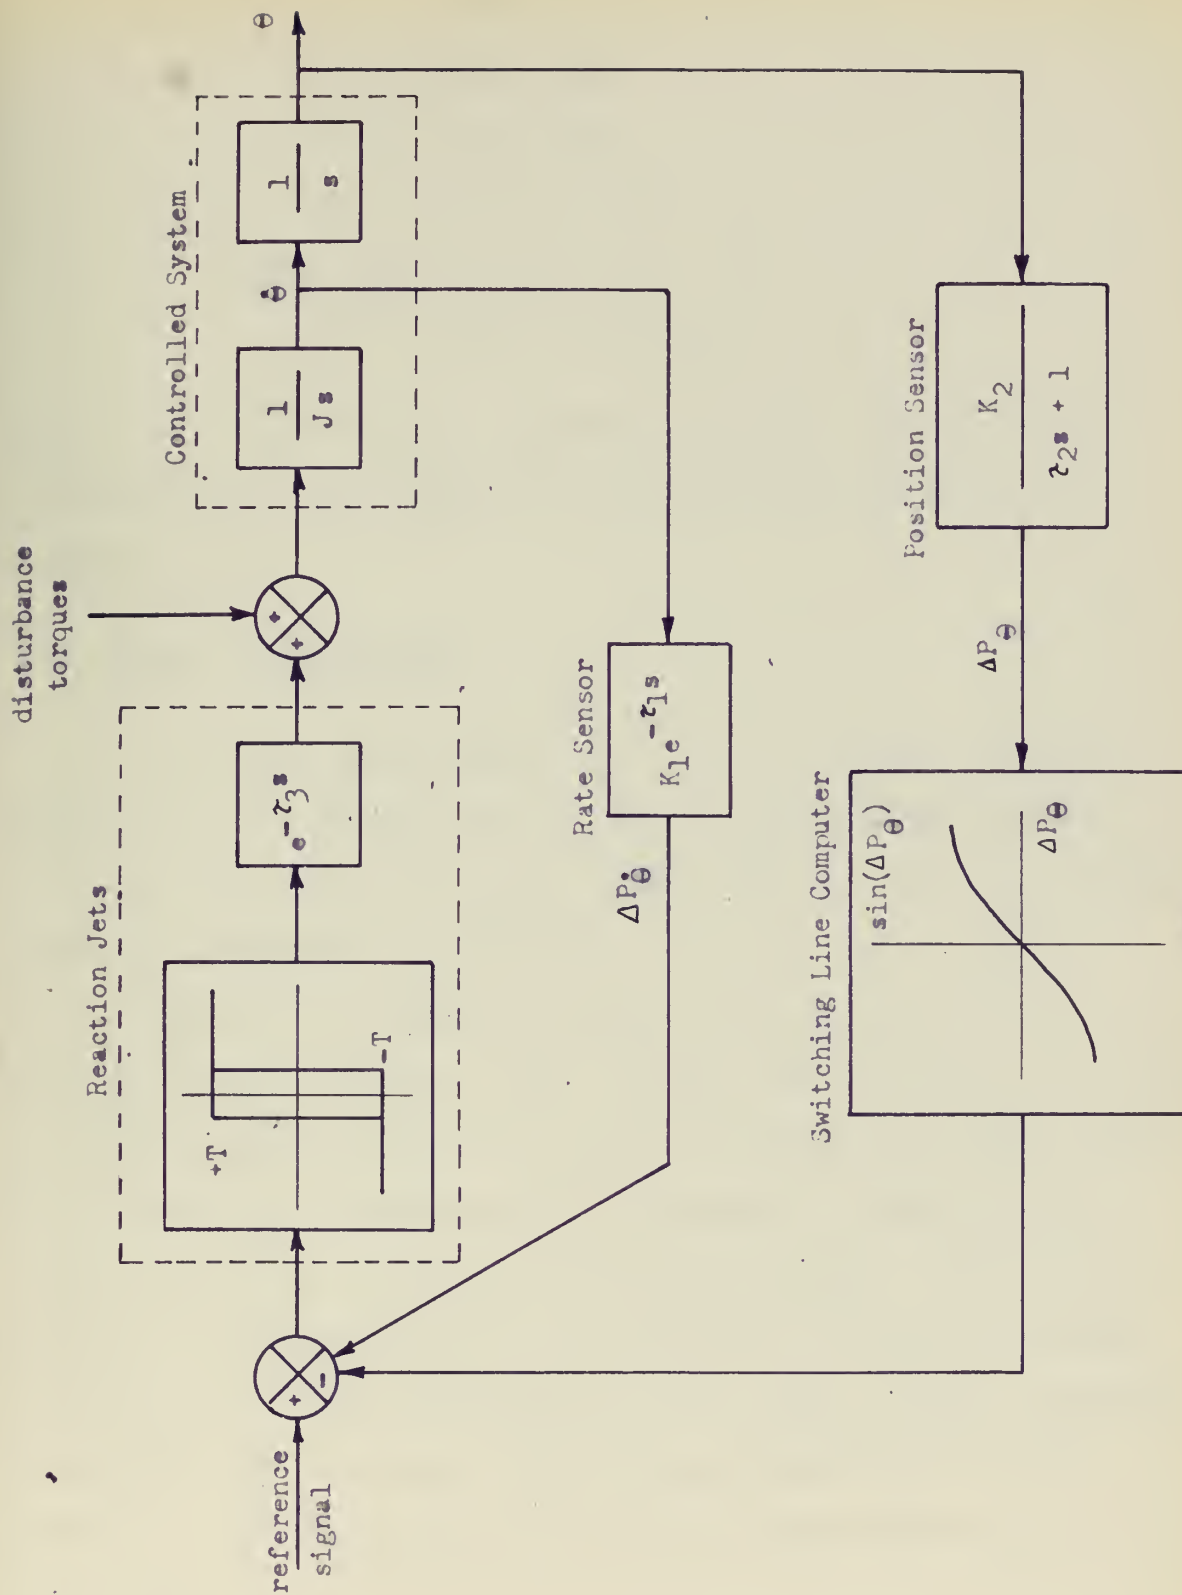 disturbance
torques
Reaction Jets
Controlled System
reference
signal
+
-
+T
-T
e^{-τ₃s}
+
+
1
Js
θ̇
1
s
θ
Rate Sensor
K₁e^{-τ₁s}
ΔP_θ̇
Switching Line Computer
sin(ΔP_θ)
ΔP_θ
ΔP_θ
Position Sensor
K₂
τ₂s + 1